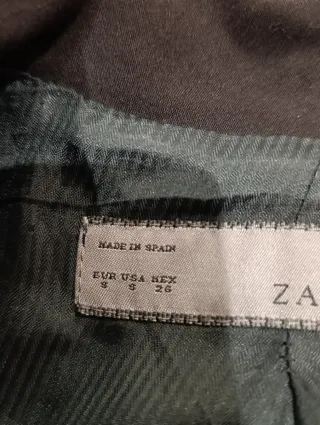 MADE IN SPAIN
EUR USA MEX
S S 26
ZA